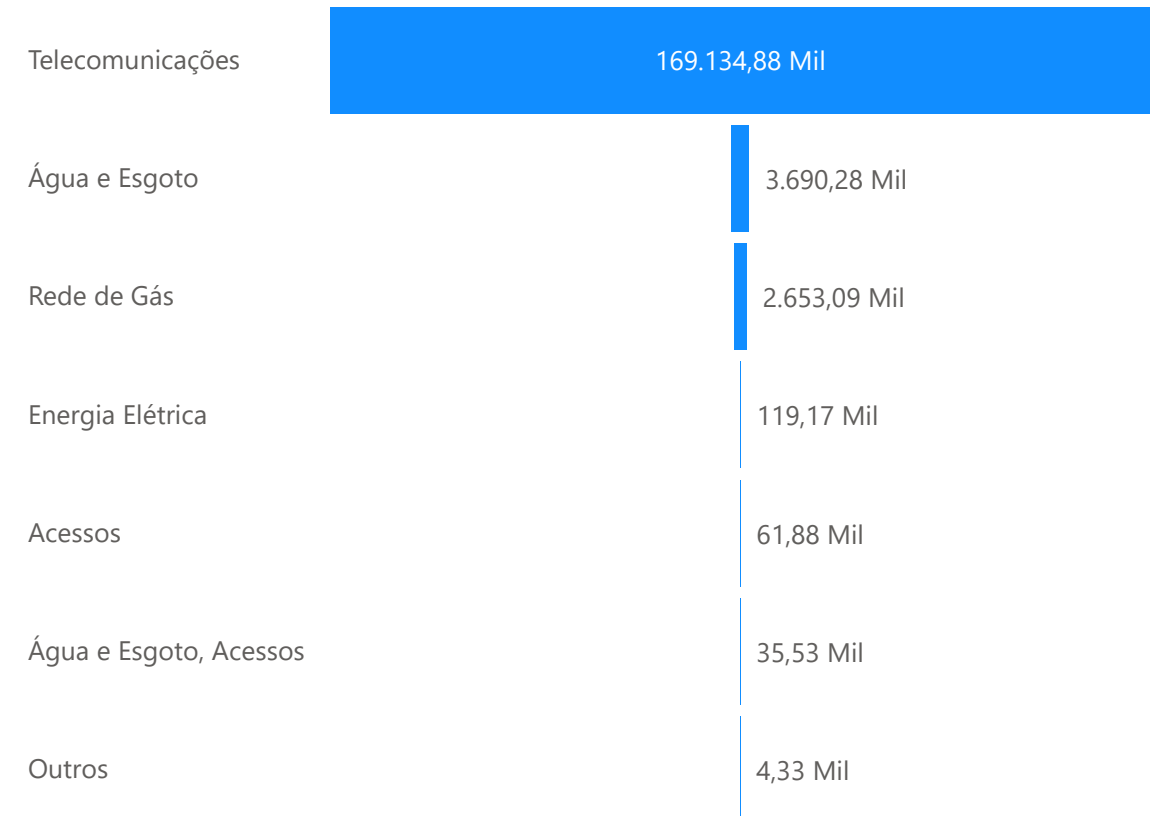 Telecomunicações 169.134,88 Mil
Água e Esgoto 3.690,28 Mil
Rede de Gás 2.653,09 Mil
Energia Elétrica 119,17 Mil
Acessos 61,88 Mil
Água e Esgoto, Acessos 35,53 Mil
Outros 4,33 Mil